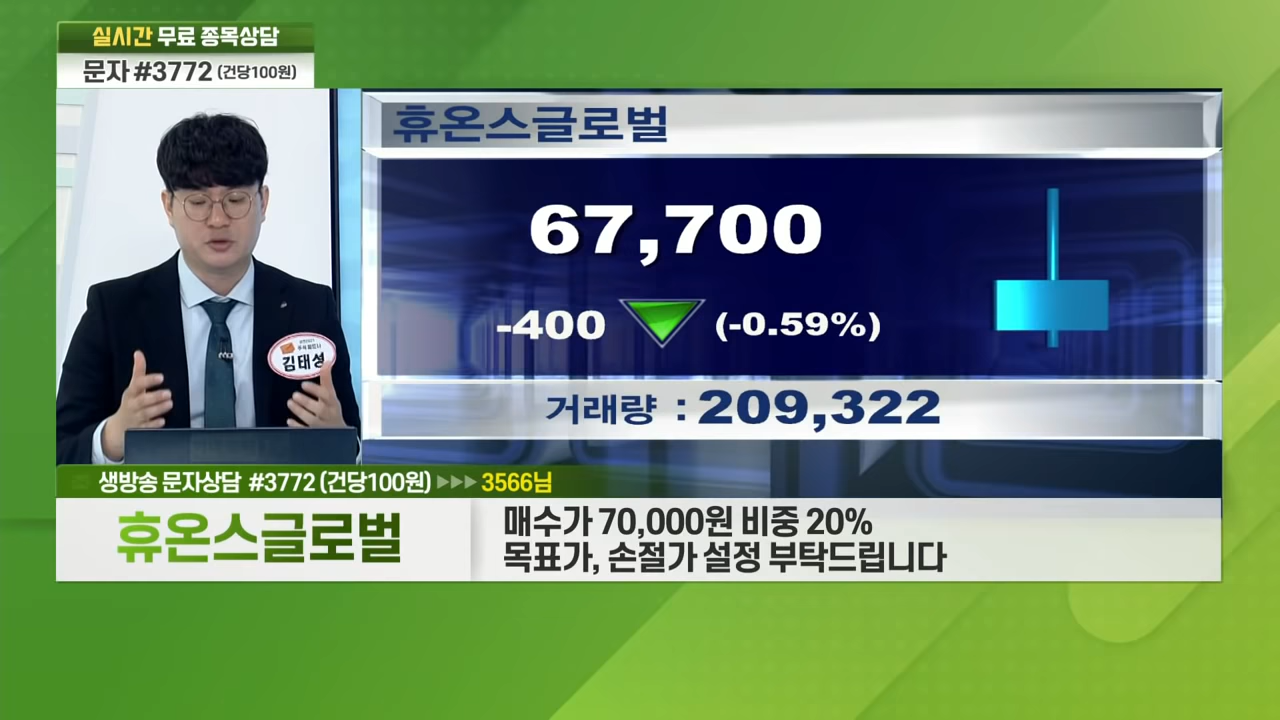 실시간 무료 종목상담
문자 #3772 (건당100원)
휴온스글로벌
67,700
-400 (-0.59%)
거래량 : 209,322
김태성
생방송 문자상담 #3772 (건당100원) 3566님
휴온스글로벌
매수가 70,000원 비중 20%
목표가, 손절가 설정 부탁드립니다